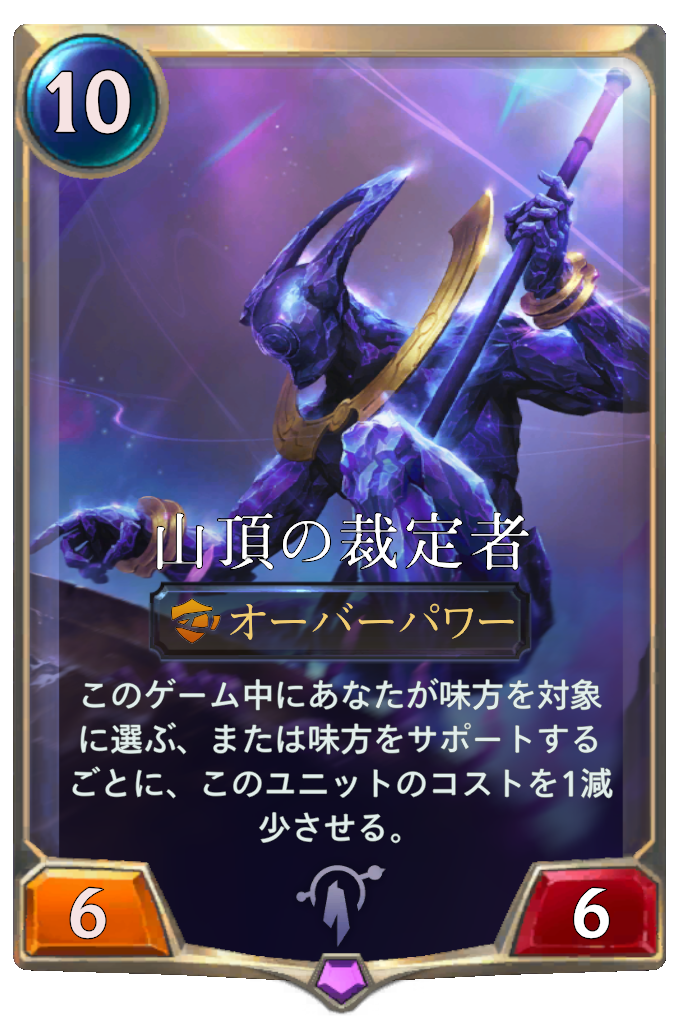 10
山頂の裁定者
オーバーパワー
このゲーム中にあなたが味方を対象
に選ぶ、または味方をサポートする
ごとに、このユニットのコストを1減
少させる。
6
6